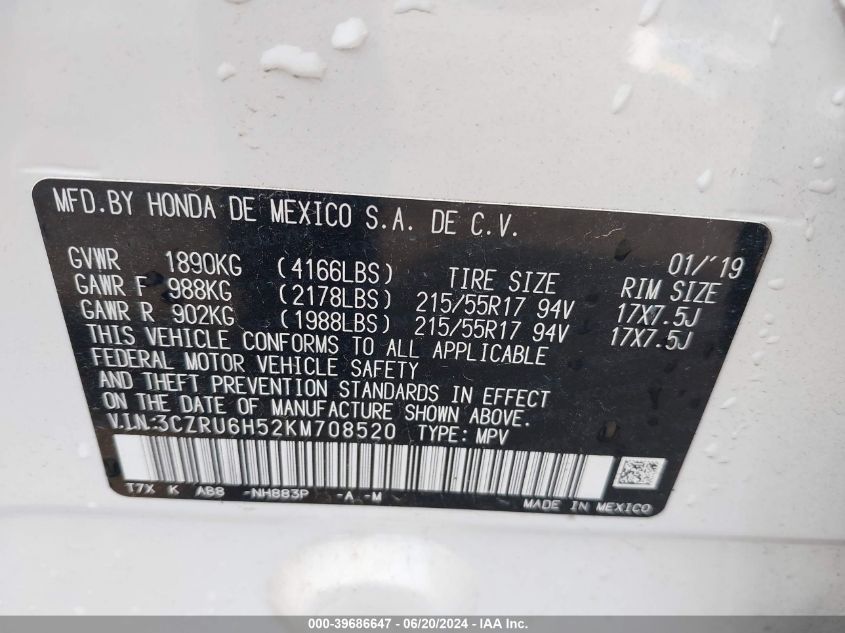 MFD.BY HONDA DE MEXICO S.A. DE C.V.
01/"19
GVWR 1890KG (4166LBS) TIRE SIZE RIM SIZE
GAWR F 988KG (2178LBS) 215/55R17 94V 17X7.5J
GAWR R 902KG (1988LBS) 215/55R17 94V 17X7.5J
THIS VEHICLE CONFORMS TO ALL APPLICABLE
FEDERAL MOTOR VEHICLE SAFETY
AND THEFT PREVENTION STANDARDS IN EFFECT
ON THE DATE OF MANUFACTURE SHOWN ABOVE.
V.I.N.:3CZRU6H52KM708520 TYPE: MPV
T7X K AB8 -NH883P -A -M
MADE IN MEXICO
000-39686647 - 06/20/2024 - IAA Inc.